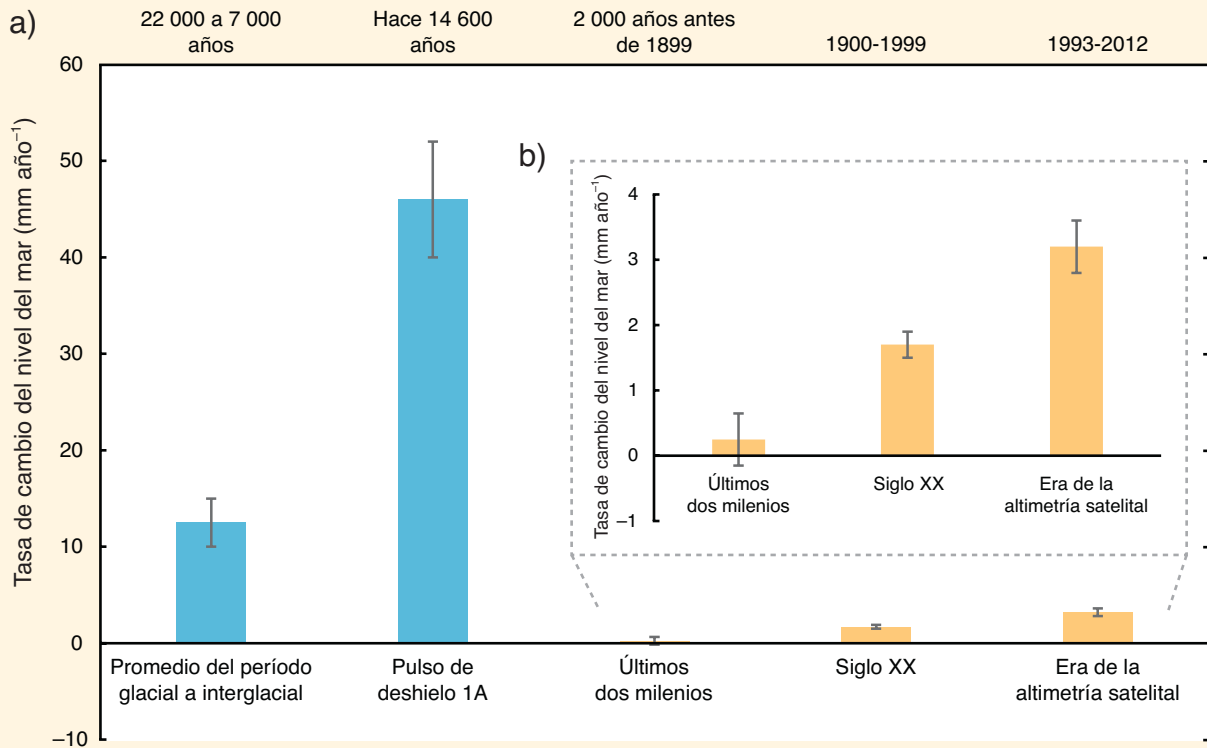 a)
22 000 a 7 000
años
Hace 14 600
años
2 000 años antes
de 1899
1900-1999
1993-2012
Tasa de cambio del nivel del mar (mm año⁻¹)
60
50
40
30
20
10
0
–10
Promedio del período
glacial a interglacial
Pulso de
deshielo 1A
Últimos
dos milenios
Siglo XX
Era de la
altimetría satelital
b)
Tasa de cambio del nivel del mar (mm año⁻¹)
4
3
2
1
0
–1
Últimos
dos milenios
Siglo XX
Era de la
altimetría satelital